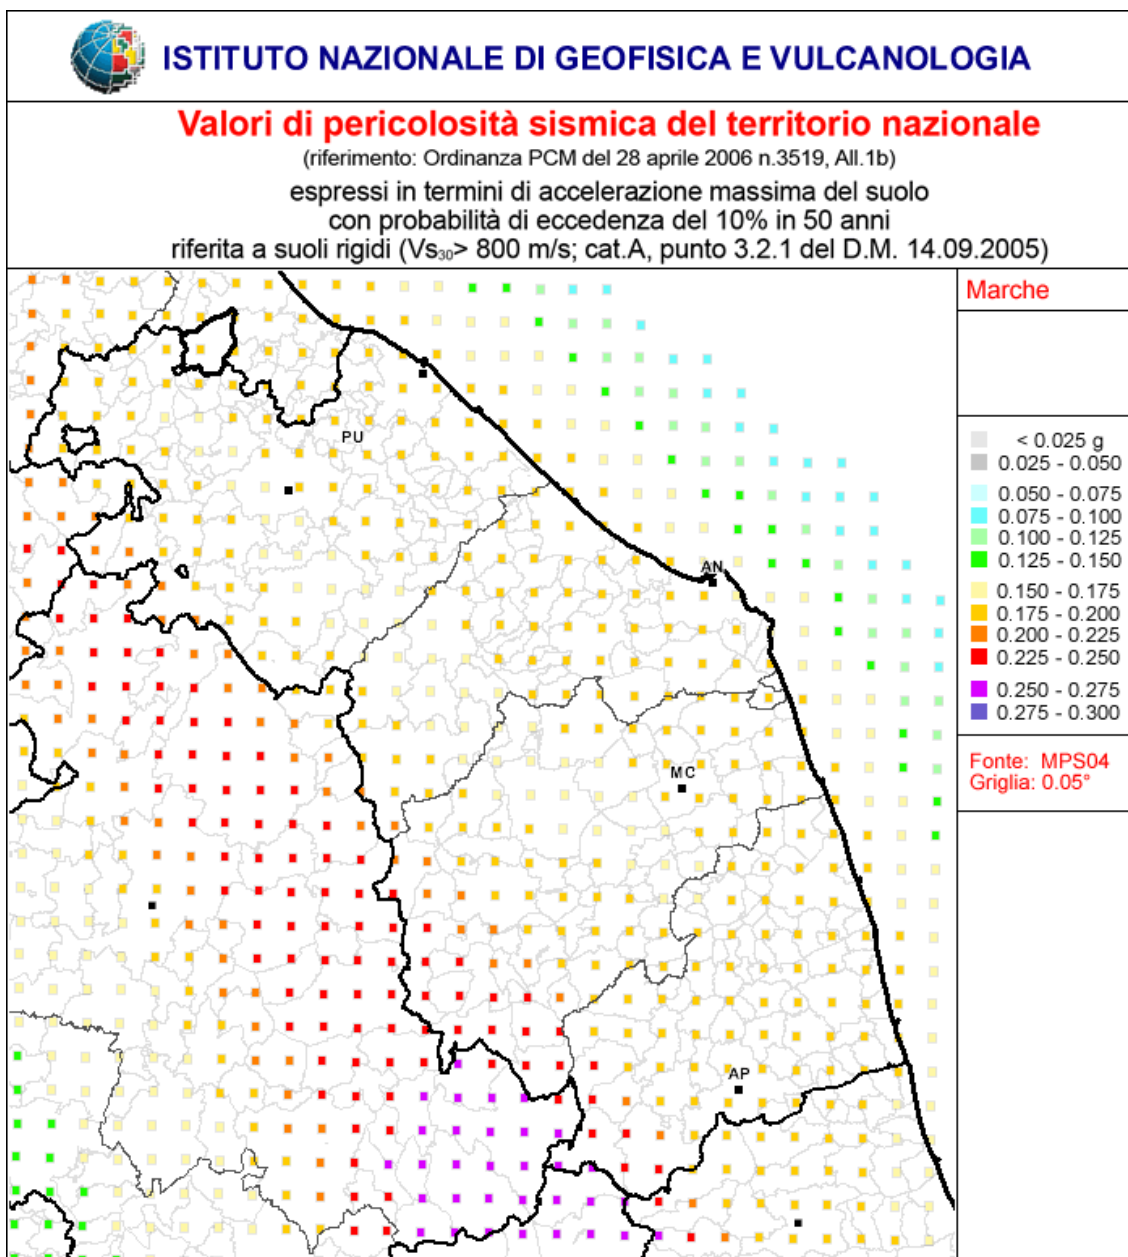 ISTITUTO NAZIONALE DI GEOFISICA E VULCANOLOGIA
Valori di pericolosità sismica del territorio nazionale
(riferimento: Ordinanza PCM del 28 aprile 2006 n.3519, All.1b)
espressi in termini di accelerazione massima del suolo
con probabilità di eccedenza del 10% in 50 anni
riferita a suoli rigidi (Vs₃₀> 800 m/s; cat.A, punto 3.2.1 del D.M. 14.09.2005)
Marche
< 0.025 g
0.025 - 0.050
0.050 - 0.075
0.075 - 0.100
0.100 - 0.125
0.125 - 0.150
0.150 - 0.175
0.175 - 0.200
0.200 - 0.225
0.225 - 0.250
0.250 - 0.275
0.275 - 0.300
Fonte: MPS04
Griglia: 0.05°
PU
AN
MC
AP